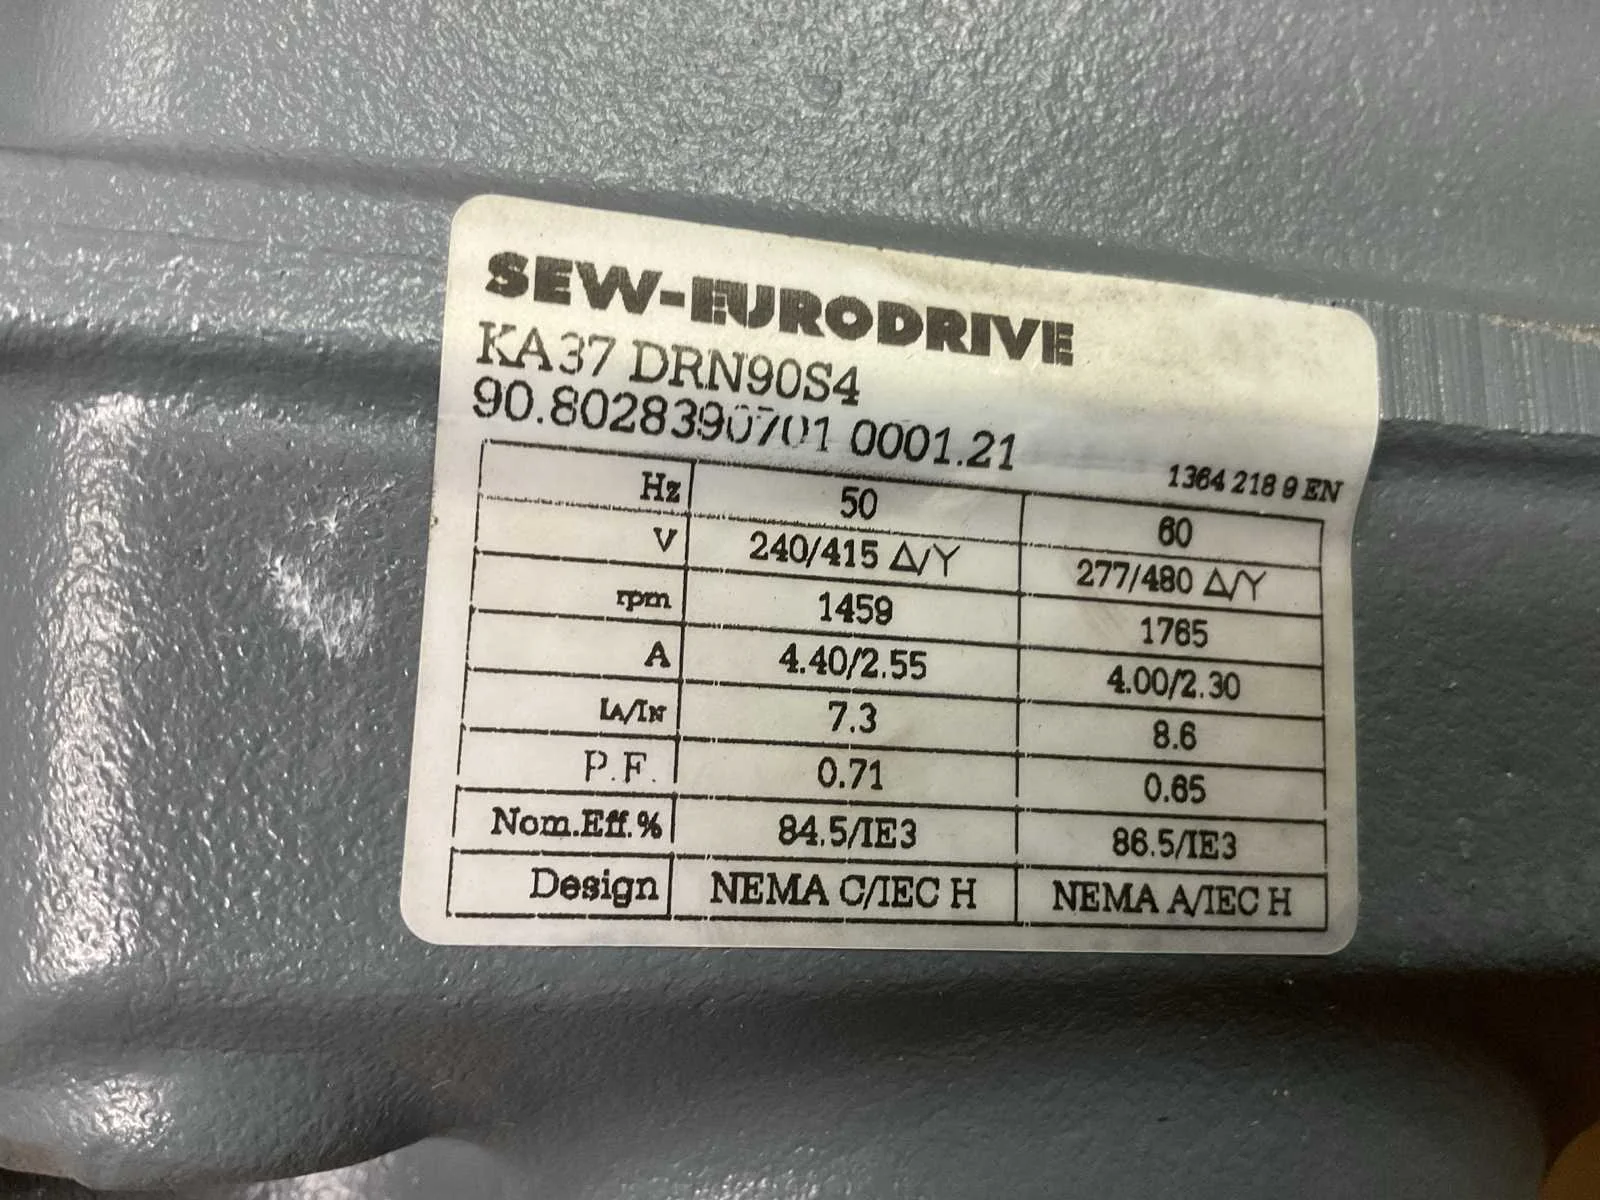 SEW-EURODRIVE
KA37 DRN90S4
90.8028390701 0001.21
1364 218 9 EN
Hz 50 60
V 240/415 Δ/Y 277/480 Δ/Y
rpm 1459 1765
A 4.40/2.55 4.00/2.30
IA/IN 7.3 8.6
P.F. 0.71 0.65
Nom.Eff.% 84.5/IE3 86.5/IE3
Design NEMA C/IEC H NEMA A/IEC H